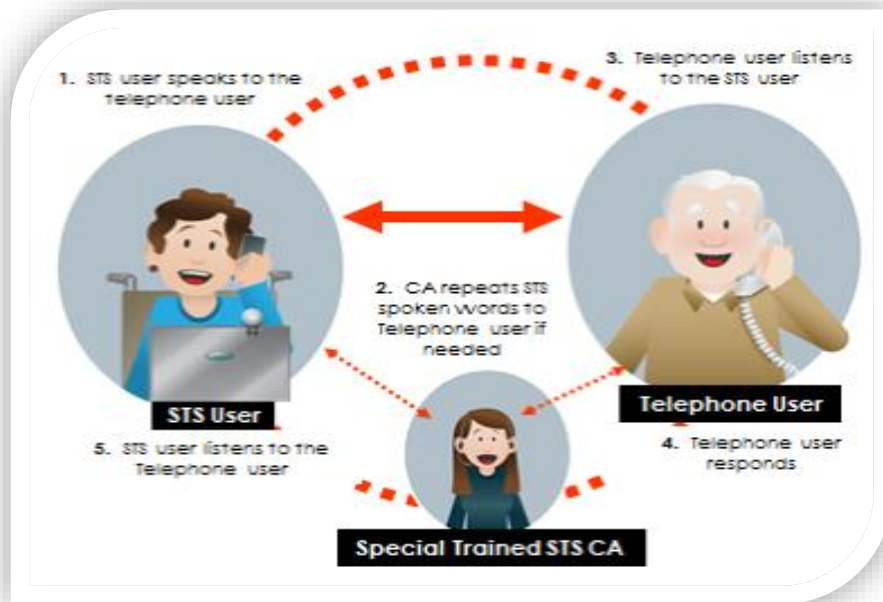 1. STS user speaks to the
telephone user
3. Telephone user listens
to the STS user
2. CA repeats STS
spoken words to
Telephone user if
needed
STS User
Telephone User
5. STS user listens to the
Telephone user
4. Telephone user
responds
Special Trained STS CA